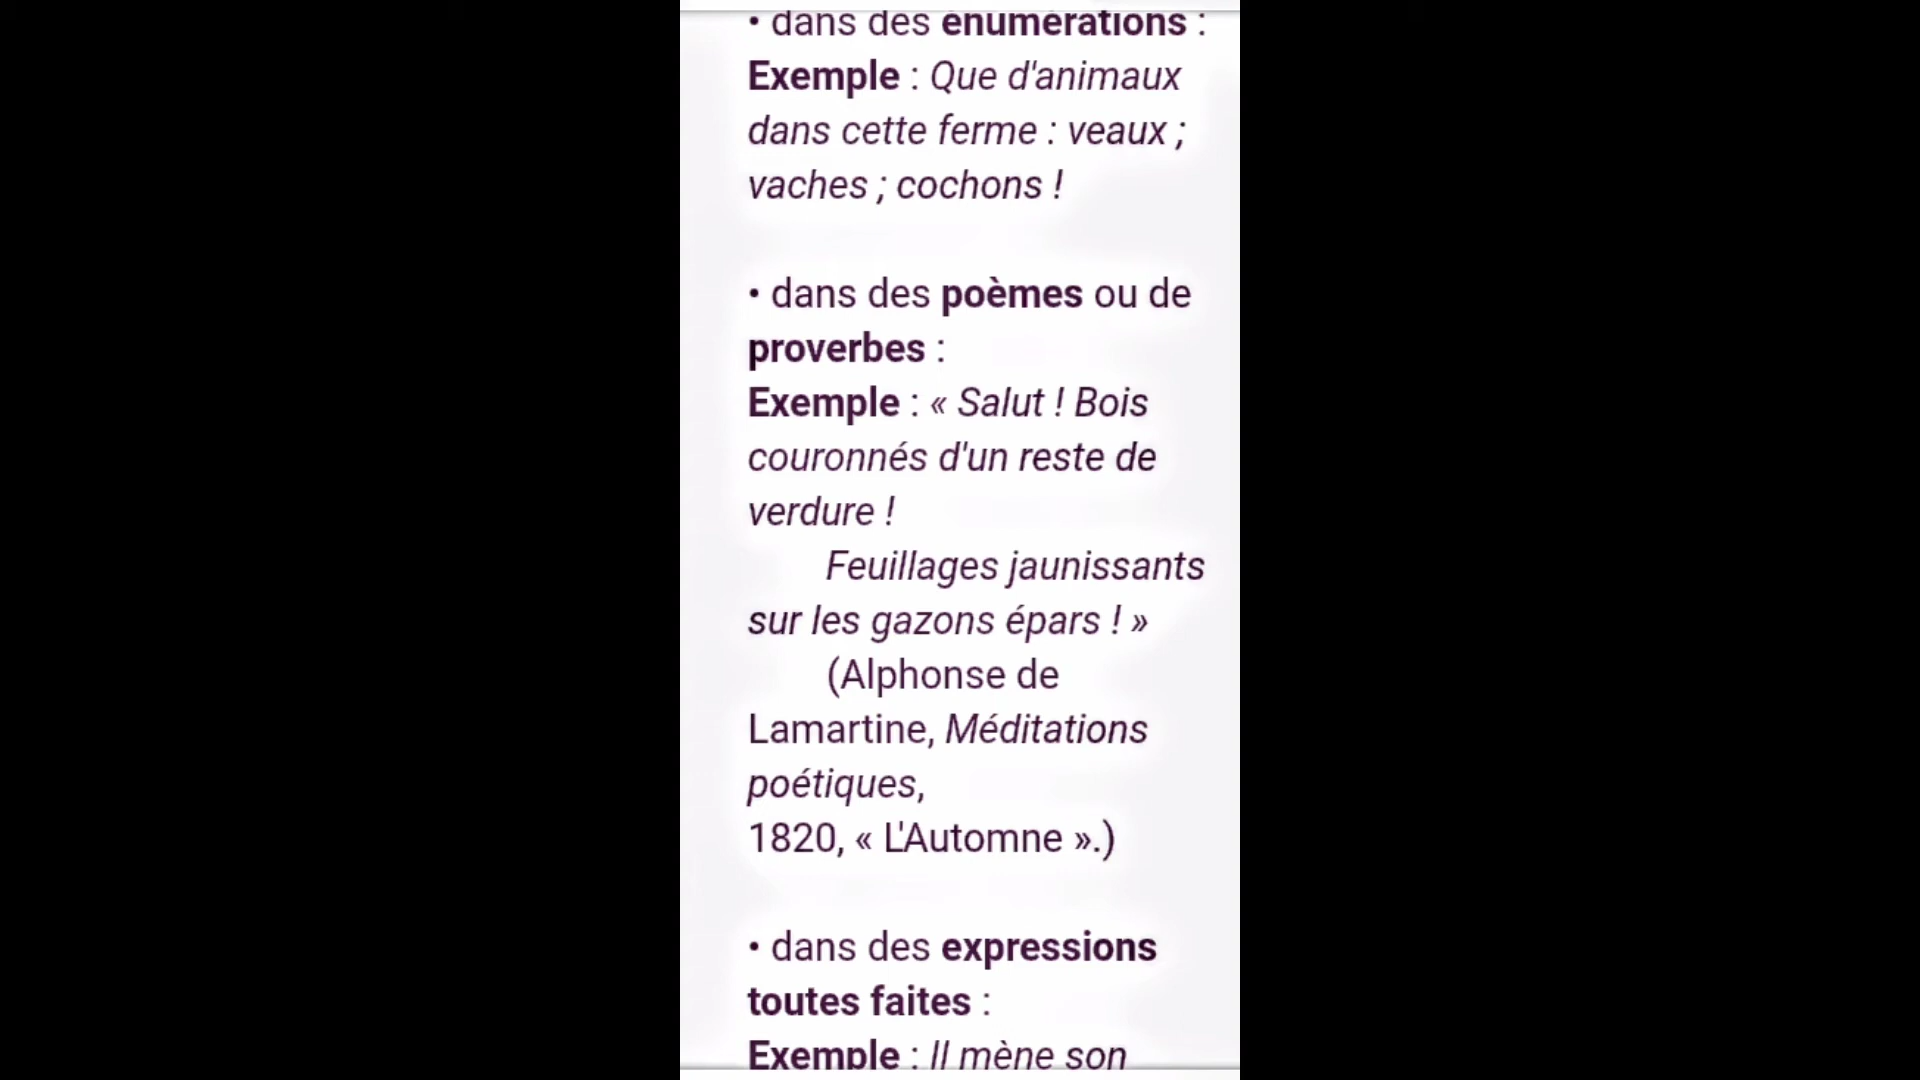 • dans des énumérations :
Exemple : Que d'animaux
dans cette ferme : veaux ;
vaches ; cochons !
• dans des poèmes ou de
proverbes :
Exemple : « Salut ! Bois
couronnés d'un reste de
verdure !
Feuillages jaunissants
sur les gazons épars ! »
(Alphonse de
Lamartine, Méditations
poétiques,
1820, « L'Automne ».)
• dans des expressions
toutes faites :
Exemple : Il mène son